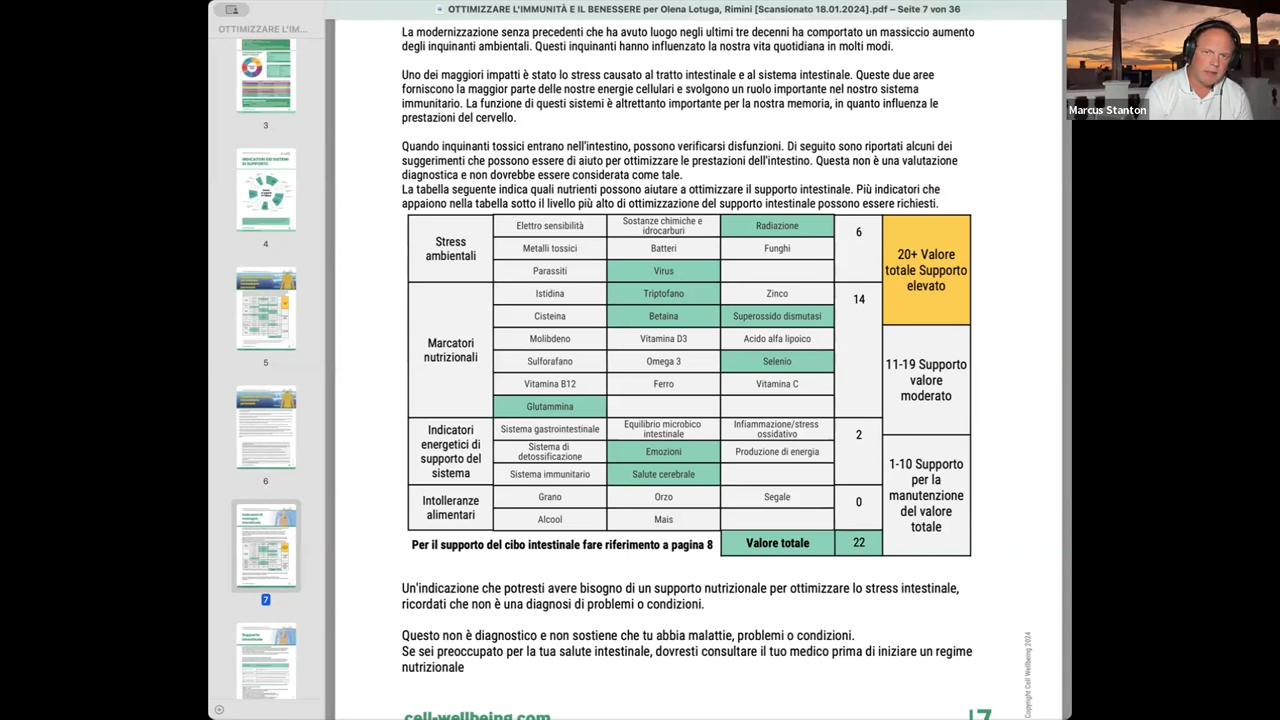 OTTIMIZZARE L'IMMUNITÀ E IL BENESSERE per Olena Lotuga, Rimini [Scansionato 18.01.2024].pdf – Seite 7 von 36
OTTIMIZZARE L'IM...
3
4
5
6
7
Marcus Stanton
La modernizzazione senza precedenti che ha avuto luogo negli ultimi tre decenni ha comportato un massiccio aumento
degli inquinanti ambientali. Questi inquinanti hanno influenzato la nostra vita quotidiana in molti modi.
Uno dei maggiori impatti è stato lo stress causato al tratto intestinale e al sistema intestinale. Queste due aree
forniscono la maggior parte delle nostre energie cellulari e svolgono un ruolo importante nel nostro sistema
immunitario. La funzione di questi sistemi è altrettanto importante per la nostra memoria, in quanto influenza le
prestazioni del cervello.
Quando inquinanti tossici entrano nell'intestino, possono verificarsi disfunzioni. Di seguito sono riportati alcuni dei
suggerimenti che possono essere di aiuto per ottimizzare le funzioni dell'intestino. Questa non è una valutazione
diagnostica e non dovrebbe essere considerata come tale.
La tabella seguente indica quali nutrienti possono aiutare a ottimizzare il supporto intestinale. Più indicatori che
appaiono nella tabella sotto il livello più alto di ottimizzazione del supporto intestinale possono essere richiesti.
Stress
ambientali
Elettro sensibilità
Sostanze chimiche e
idrocarburi
Radiazione
6
Metalli tossici
Batteri
Funghi
Parassiti
Virus
20+ Valore
totale Supporto
elevato
Marcatori
nutrizionali
Istidina
Triptofano
Zinco
14
Cisteina
Betaina
Superossido dismutasi
Molibdeno
Vitamina D3
Acido alfa lipoico
Sulforafano
Omega 3
Selenio
Vitamina B12
Ferro
Vitamina C
Glutammina
11-19 Supporto
valore
moderato
Indicatori
energetici di
supporto del
sistema
Sistema gastrointestinale
Equilibrio microbico
intestinale
Infiammazione/stress
ossidativo
2
Sistema di
detossificazione
Emozioni
Produzione di energia
Sistema immunitario
Salute cerebrale
1-10 Supporto
per la
manutenzione
del valore
totale
Intolleranze
alimentari
Grano
Orzo
Segale
0
Alcool
Mais
Per il supporto del cibo intestinale fare riferimento a pagina 8
Valore totale
22
Un'indicazione che potresti avere bisogno di un supporto nutrizionale per ottimizzare lo stress intestinale,
ricordati che non è una diagnosi di problemi o condizioni.
Questo non è diagnostico e non sostiene che tu abbia malattie, problemi o condizioni.
Se sei preoccupato per la tua salute intestinale, dovresti consultare il tuo medico prima di iniziare un regime
nutrizionale
cell-wellbeing.com
Copyright Cell Wellbeing 2024